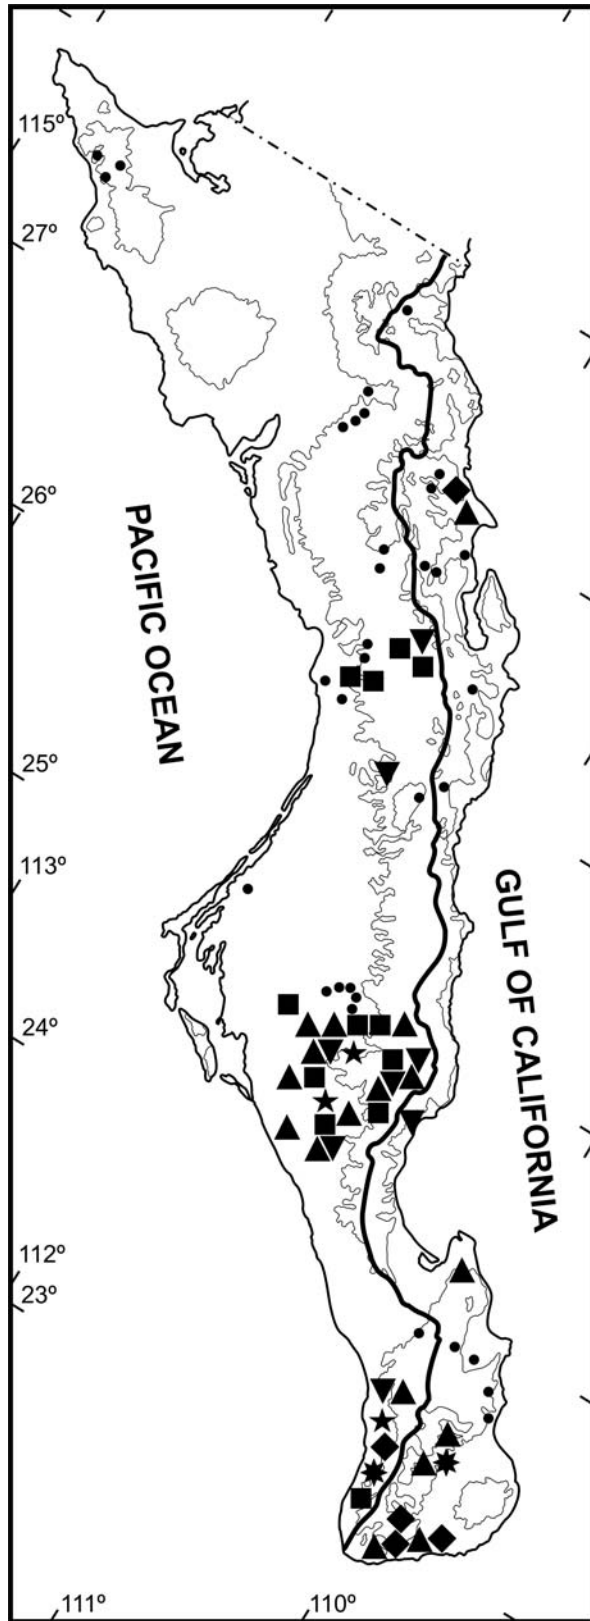 115º
27º
26º
PACIFIC OCEAN
25º
113º
GULF OF CALIFORNIA
24º
112º
23º
111º
110º